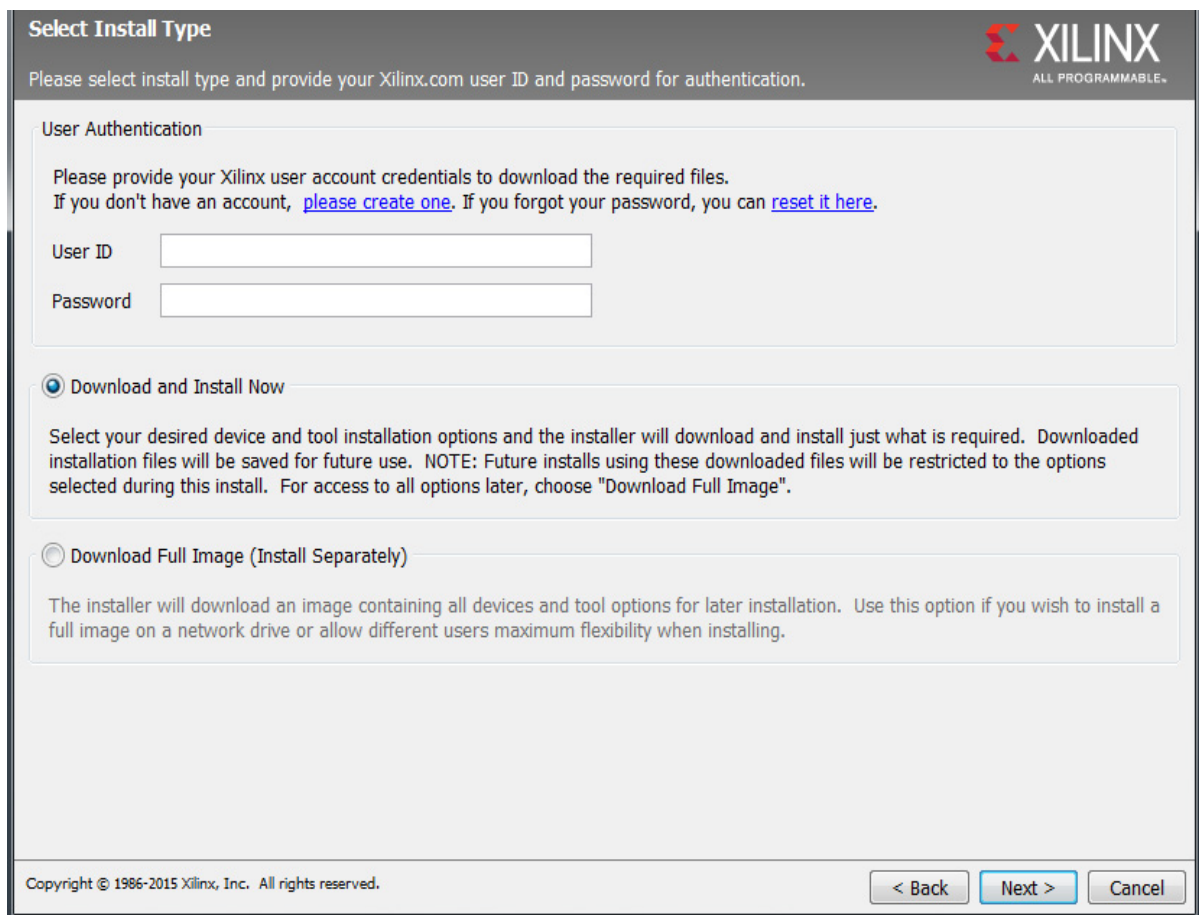 Select Install Type
XILINX
ALL PROGRAMMABLE™
Please select install type and provide your Xilinx.com user ID and password for authentication.
User Authentication
Please provide your Xilinx user account credentials to download the required files.
If you don't have an account, please create one. If you forgot your password, you can reset it here.
User ID
Password
Download and Install Now
Select your desired device and tool installation options and the installer will download and install just what is required. Downloaded
installation files will be saved for future use. NOTE: Future installs using these downloaded files will be restricted to the options
selected during this install. For access to all options later, choose "Download Full Image".
Download Full Image (Install Separately)
The installer will download an image containing all devices and tool options for later installation. Use this option if you wish to install a
full image on a network drive or allow different users maximum flexibility when installing.
Copyright © 1986-2015 Xilinx, Inc. All rights reserved.
< Back Next > Cancel